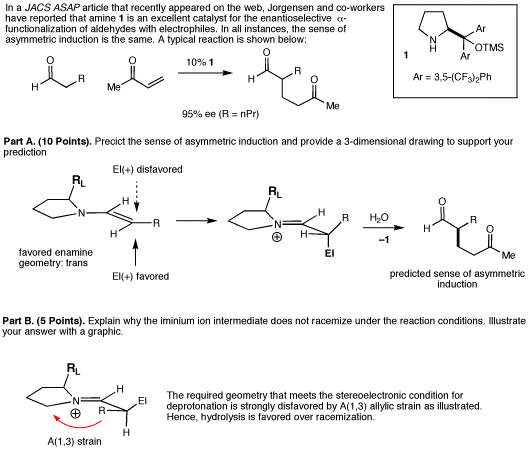 In a JACS ASAP article that recently appeared on the web, Jorgensen and co-workers
have reported that amine 1 is an excellent catalyst for the enantioselective α-
functionalization of aldehydes with electrophiles. In all instances, the sense of
asymmetric induction is the same. A typical reaction is shown below:
H
O
R
Me
O
10% 1
95% ee (R = nPr)
H
O
R
O
Me
1
N
H
Ar
Ar
OTMS
Ar = 3,5-(CF3)2Ph
Part A. (10 Points). Precict the sense of asymmetric induction and provide a 3-dimensional drawing to support your
prediction
El(+) disfavored
RL
N
H
H
R
favored enamine
geometry: trans
El(+) favored
RL
N
⊕
H
R
H
El
H2O
–1
H
O
R
O
Me
predicted sense of asymmetric
induction
Part B. (5 Points). Explain why the iminium ion intermediate does not racemize under the reaction conditions. Illustrate
your answer with a graphic.
RL
N
⊕
H
El
R
H
A(1,3) strain
The required geometry that meets the stereoelectronic condition for
deprotonation is strongly disfavored by A(1,3) allylic strain as illustrated.
Hence, hydrolysis is favored over racemization.